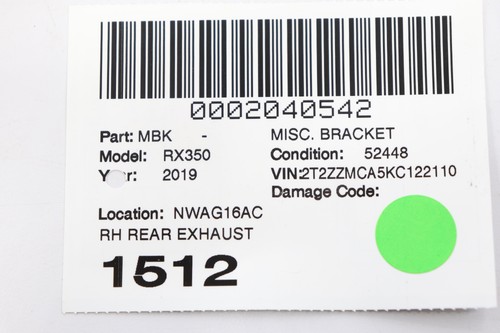 0002040542
Part: MBK - MISC. BRACKET
Model: RX350 Condition: 52448
Year: 2019 VIN:2T2ZZMCA5KC122110
Damage Code:
Location: NWAG16AC
RH REAR EXHAUST
1512